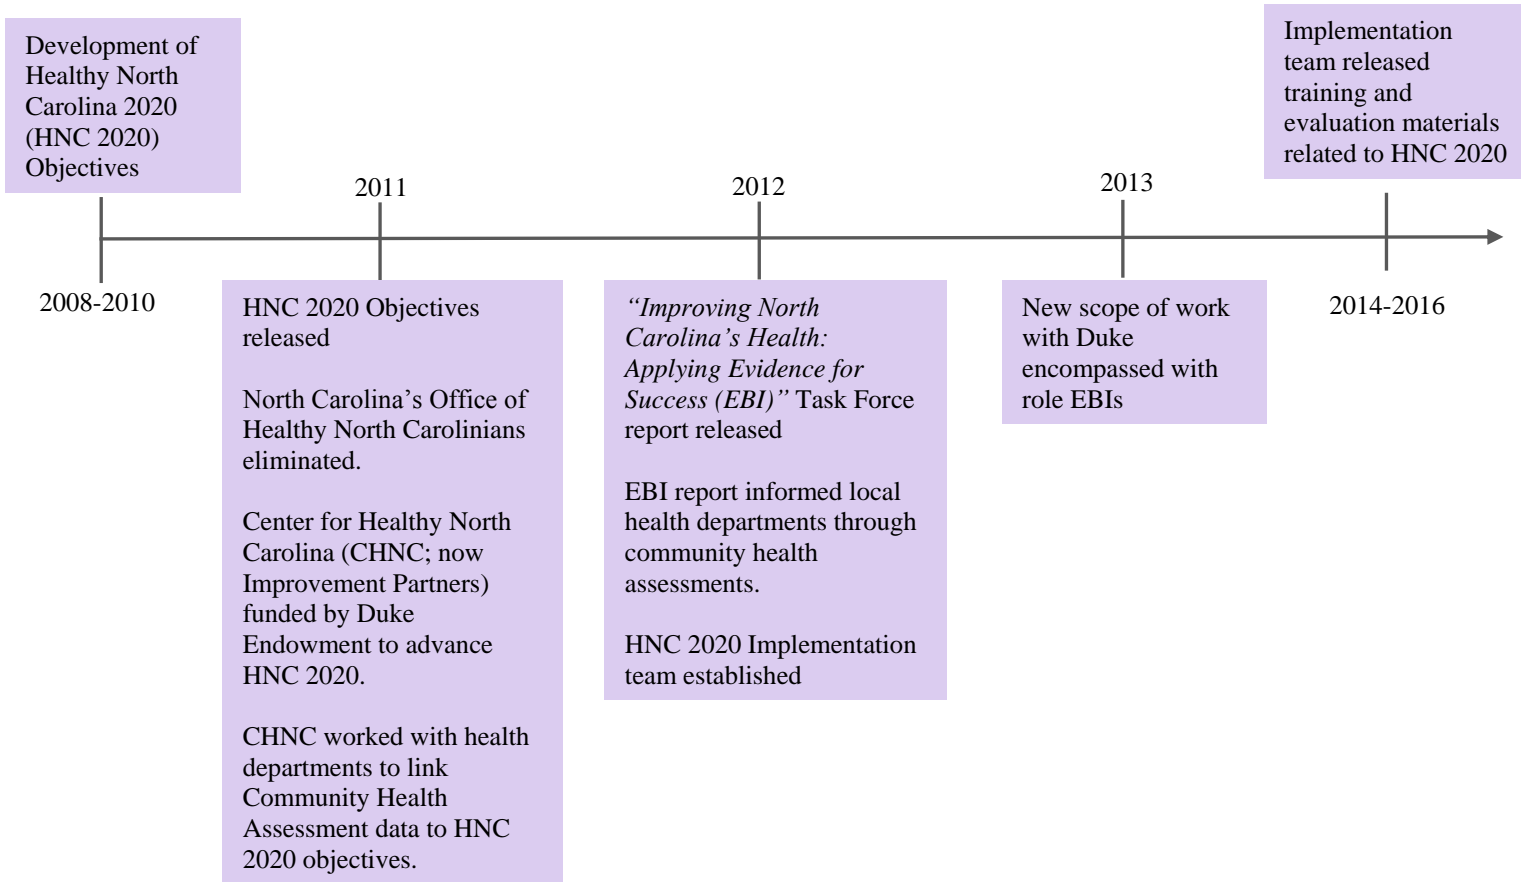 Development of
Healthy North
Carolina 2020
(HNC 2020)
Objectives
2008-2010
2011
HNC 2020 Objectives
released
North Carolina’s Office of
Healthy North Carolinians
eliminated.
Center for Healthy North
Carolina (CHNC; now
Improvement Partners)
funded by Duke
Endowment to advance
HNC 2020.
CHNC worked with health
departments to link
Community Health
Assessment data to HNC
2020 objectives.
2012
“Improving North
Carolina’s Health:
Applying Evidence for
Success (EBI)” Task Force
report released
EBI report informed local
health departments through
community health
assessments.
HNC 2020 Implementation
team established
2013
New scope of work
with Duke
encompassed with
role EBIs
Implementation
team released
training and
evaluation materials
related to HNC 2020
2014-2016